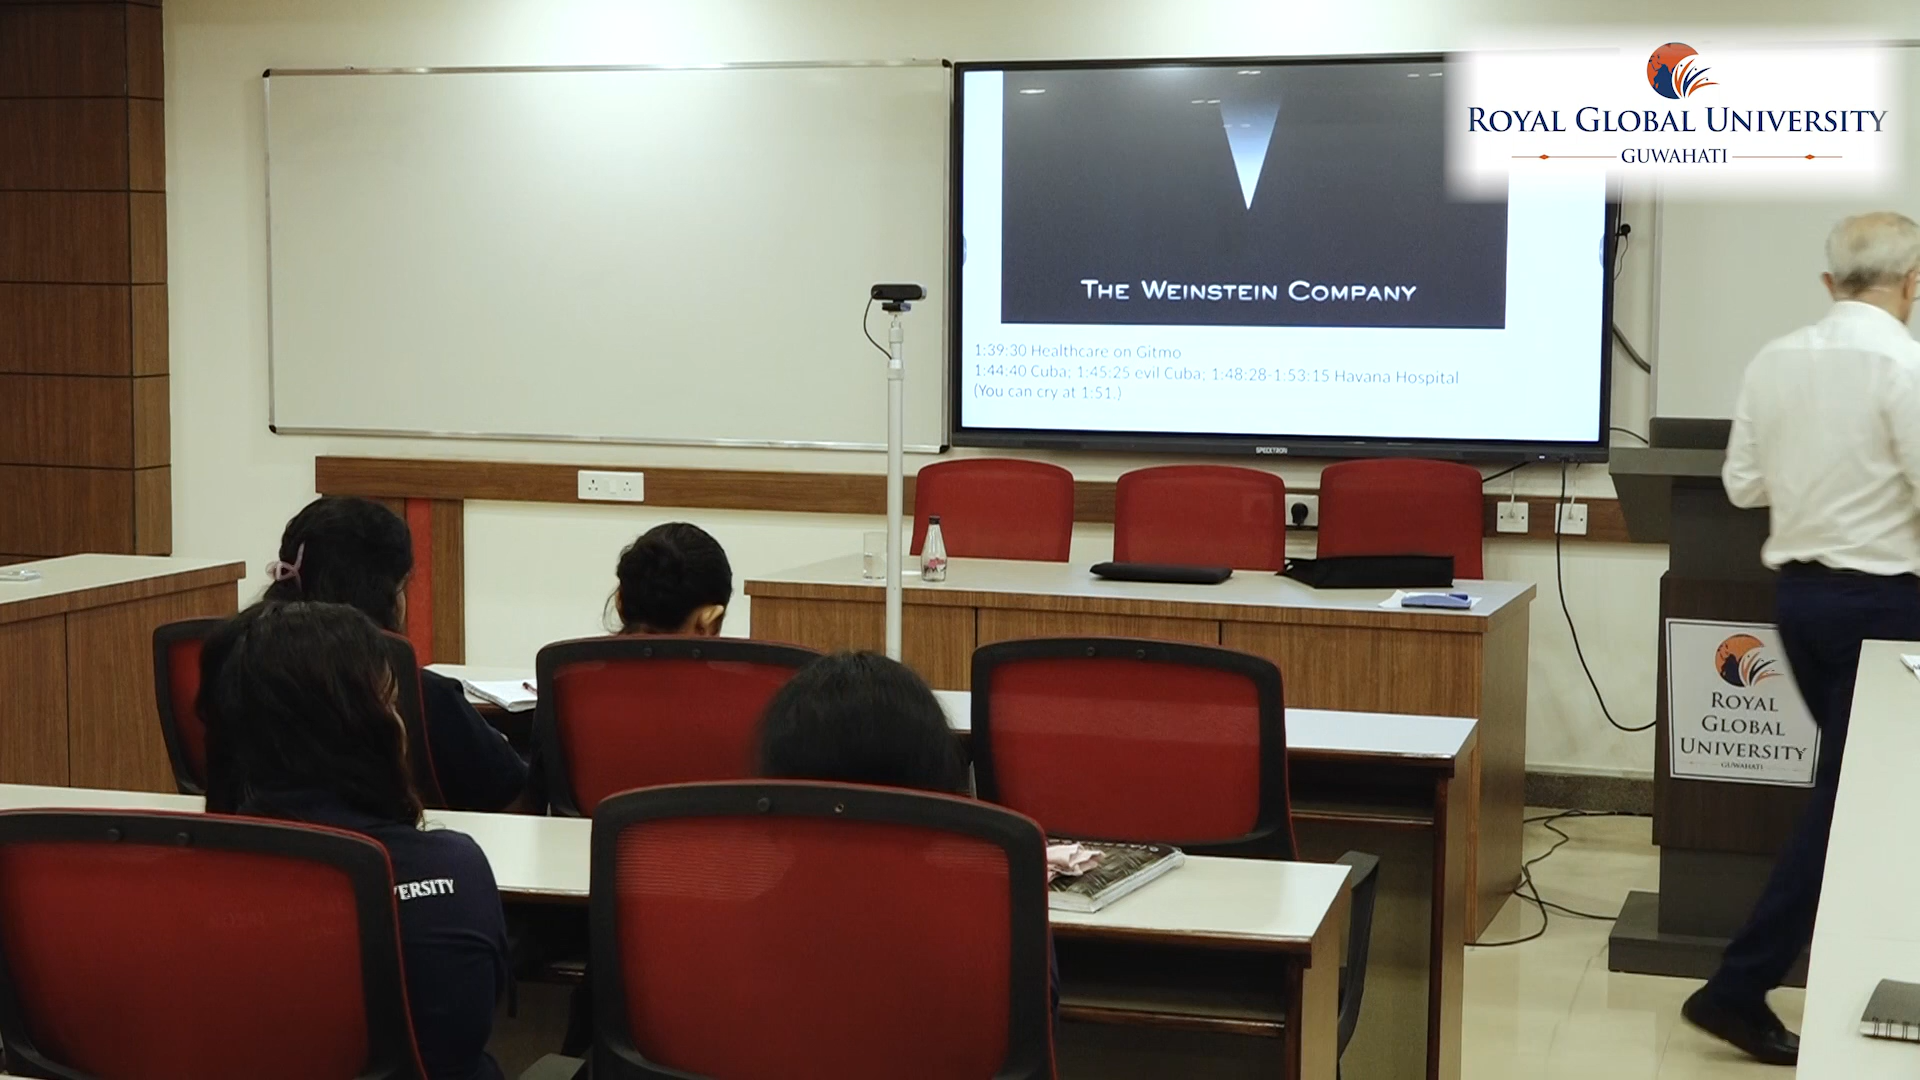 ROYAL GLOBAL UNIVERSITY
GUWAHATI
THE WEINSTEIN COMPANY
1:39:30 Healthcare on Gitmo
1:44:40 Cuba; 1:45:25 evil Cuba; 1:48:28-1:53:15 Havana Hospital
(You can cry at 1:51.)
SPECKTRON
ROYAL
GLOBAL
UNIVERSITY
GUWAHATI
VERSITY